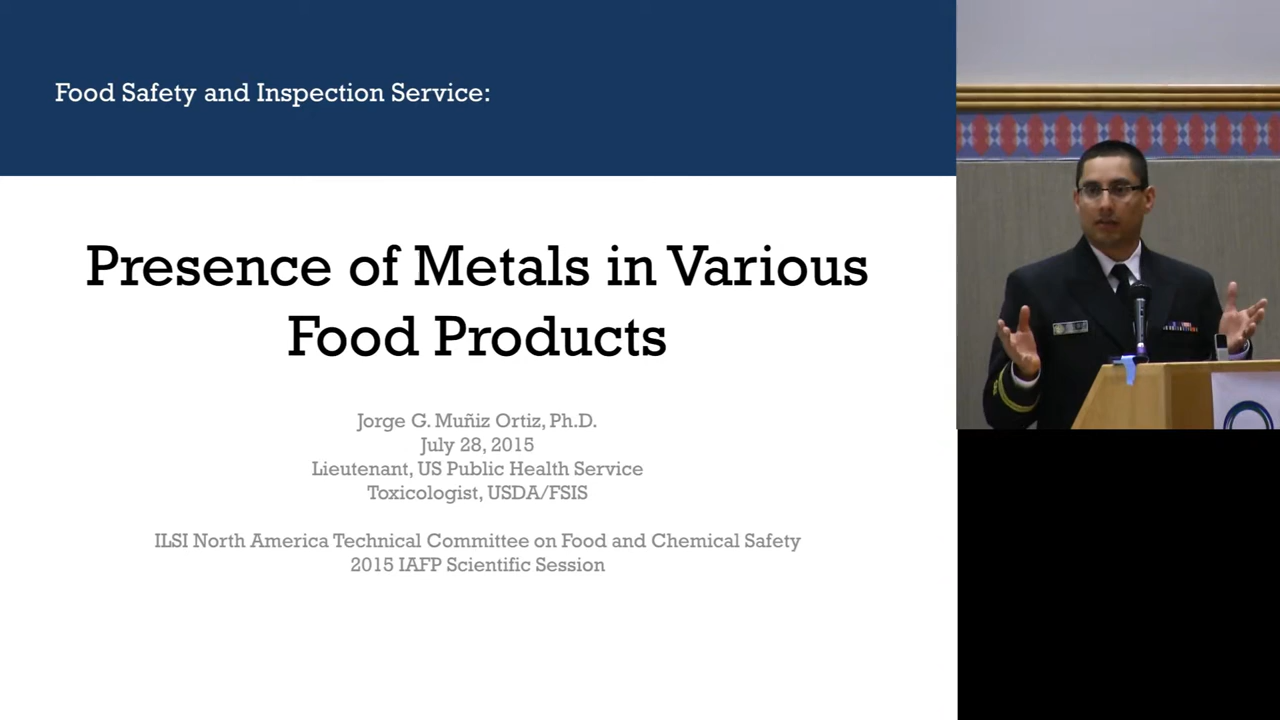 Food Safety and Inspection Service:
Presence of Metals in Various
Food Products
Jorge G. Muñiz Ortiz, Ph.D.
July 28, 2015
Lieutenant, US Public Health Service
Toxicologist, USDA/FSIS
ILSI North America Technical Committee on Food and Chemical Safety
2015 IAFP Scientific Session